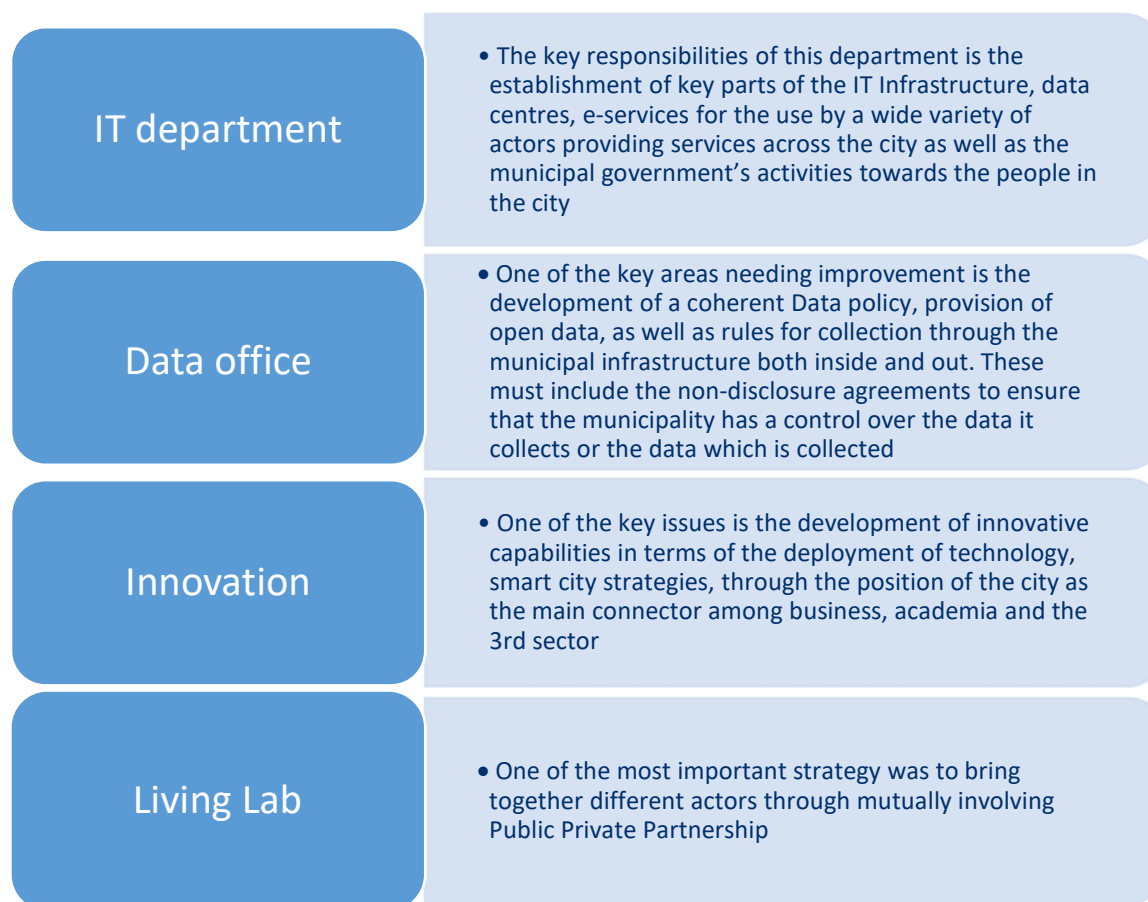 IT department
• The key responsibilities of this department is the
establishment of key parts of the IT Infrastructure, data
centres, e-services for the use by a wide variety of
actors providing services across the city as well as the
municipal government’s activities towards the people in
the city
Data office
• One of the key areas needing improvement is the
development of a coherent Data policy, provision of
open data, as well as rules for collection through the
municipal infrastructure both inside and out. These
must include the non-disclosure agreements to ensure
that the municipality has a control over the data it
collects or the data which is collected
Innovation
• One of the key issues is the development of innovative
capabilities in terms of the deployment of technology,
smart city strategies, through the position of the city as
the main connector among business, academia and the
3rd sector
Living Lab
• One of the most important strategy was to bring
together different actors through mutually involving
Public Private Partnership